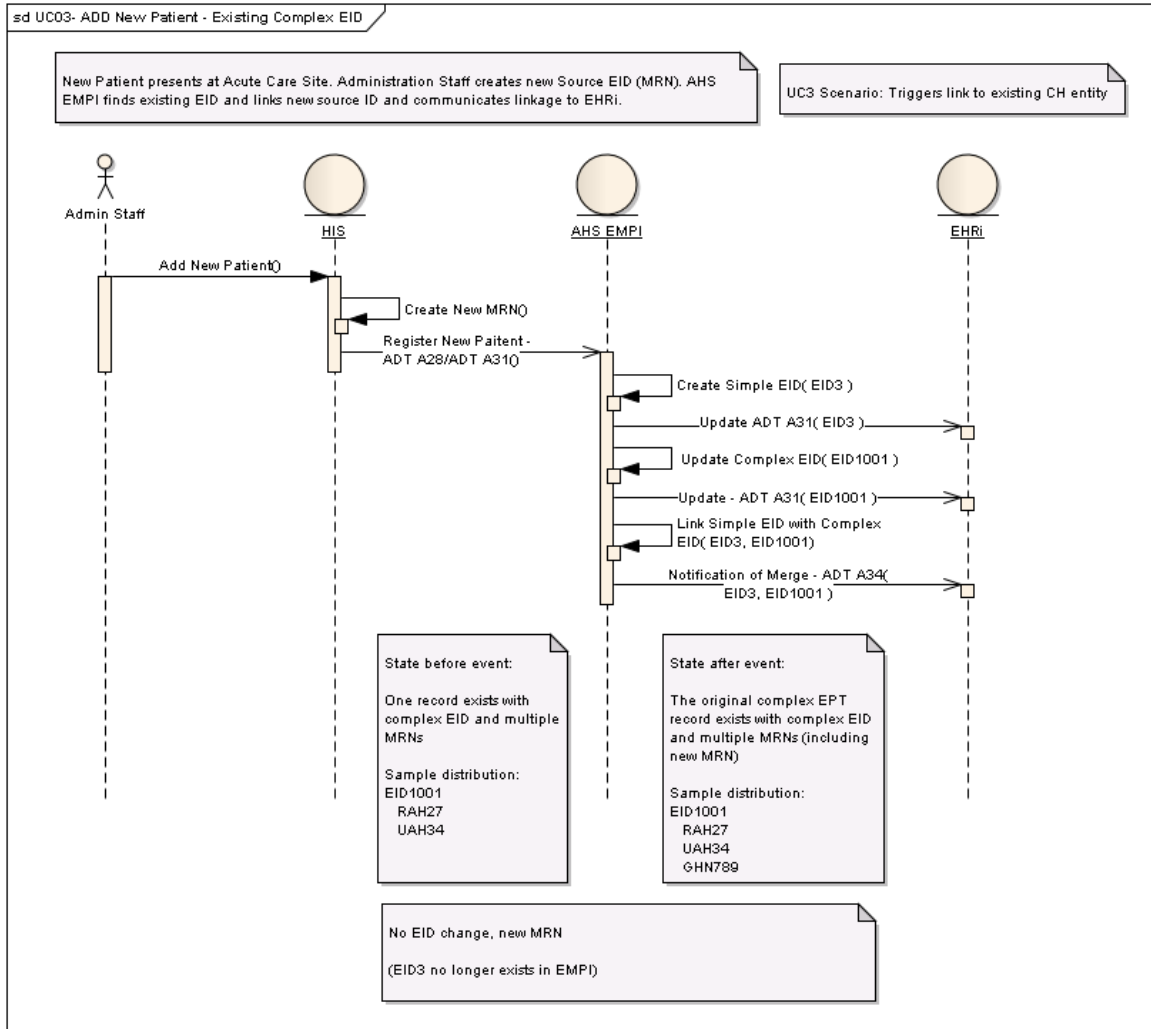 sd UC03- ADD New Patient - Existing Complex EID
New Patient presents at Acute Care Site. Administration Staff creates new Source EID (MRN). AHS
EMPI finds existing EID and links new source ID and communicates linkage to EHRi.
UC3 Scenario: Triggers link to existing CH entity
Admin Staff
HIS
AHS EMPI
EHRi
Add New Patient()
Create New MRN()
Register New Paitent -
ADT A28/ADT A31()
Create Simple EID( EID3 )
Update ADT A31( EID3 )
Update Complex EID( EID1001 )
Update - ADT A31( EID1001 )
Link Simple EID with Complex
EID( EID3, EID1001)
Notification of Merge - ADT A34(
EID3, EID1001 )
State before event:
One record exists with
complex EID and multiple
MRNs
Sample distribution:
EID1001
RAH27
UAH34
State after event:
The original complex EPT
record exists with complex EID
and multiple MRNs (including
new MRN)
Sample distribution:
EID1001
RAH27
UAH34
GHN789
No EID change, new MRN
(EID3 no longer exists in EMPI)